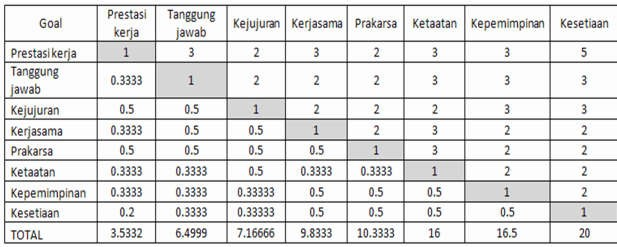 Goal Prestasi kerja Tanggung jawab Kejujuran Kerjasama Prakarsa Ketaatan Kepemimpinan Kesetiaan
Prestasi kerja 1 3 2 3 2 3 3 5
Tanggung jawab 0.3333 1 2 2 2 3 3 3
Kejujuran 0.5 0.5 1 2 2 2 3 3
Kerjasama 0.3333 0.5 0.5 1 2 3 2 2
Prakarsa 0.5 0.5 0.5 0.5 1 3 2 2
Ketaatan 0.3333 0.3333 0.5 0.3333 0.3333 1 2 2
Kepemimpinan 0.3333 0.3333 0.33333 0.5 0.5 0.5 1 2
Kesetiaan 0.2 0.3333 0.33333 0.5 0.5 0.5 0.5 1
TOTAL 3.5332 6.4999 7.16666 9.8333 10.3333 16 16.5 20